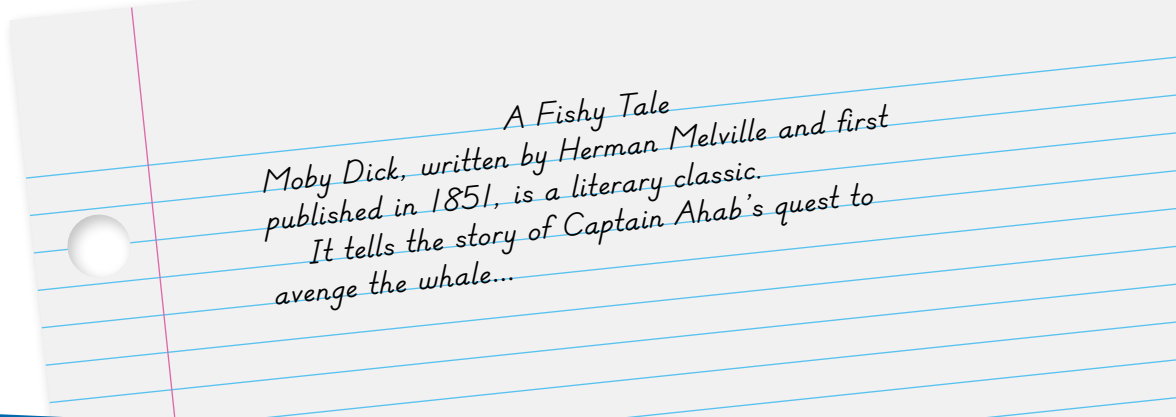 A Fishy Tale
Moby Dick, written by Herman Melville and first
published in 1851, is a literary classic.
It tells the story of Captain Ahab's quest to
avenge the whale...